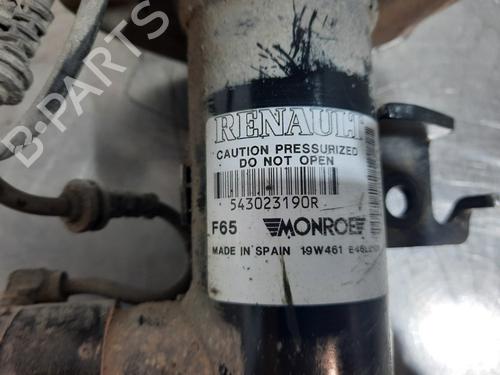 B-PARTS
RENAULT
CAUTION PRESSURIZED
DO NOT OPEN
543023190R
F65 MONROE
MADE IN SPAIN 19W461